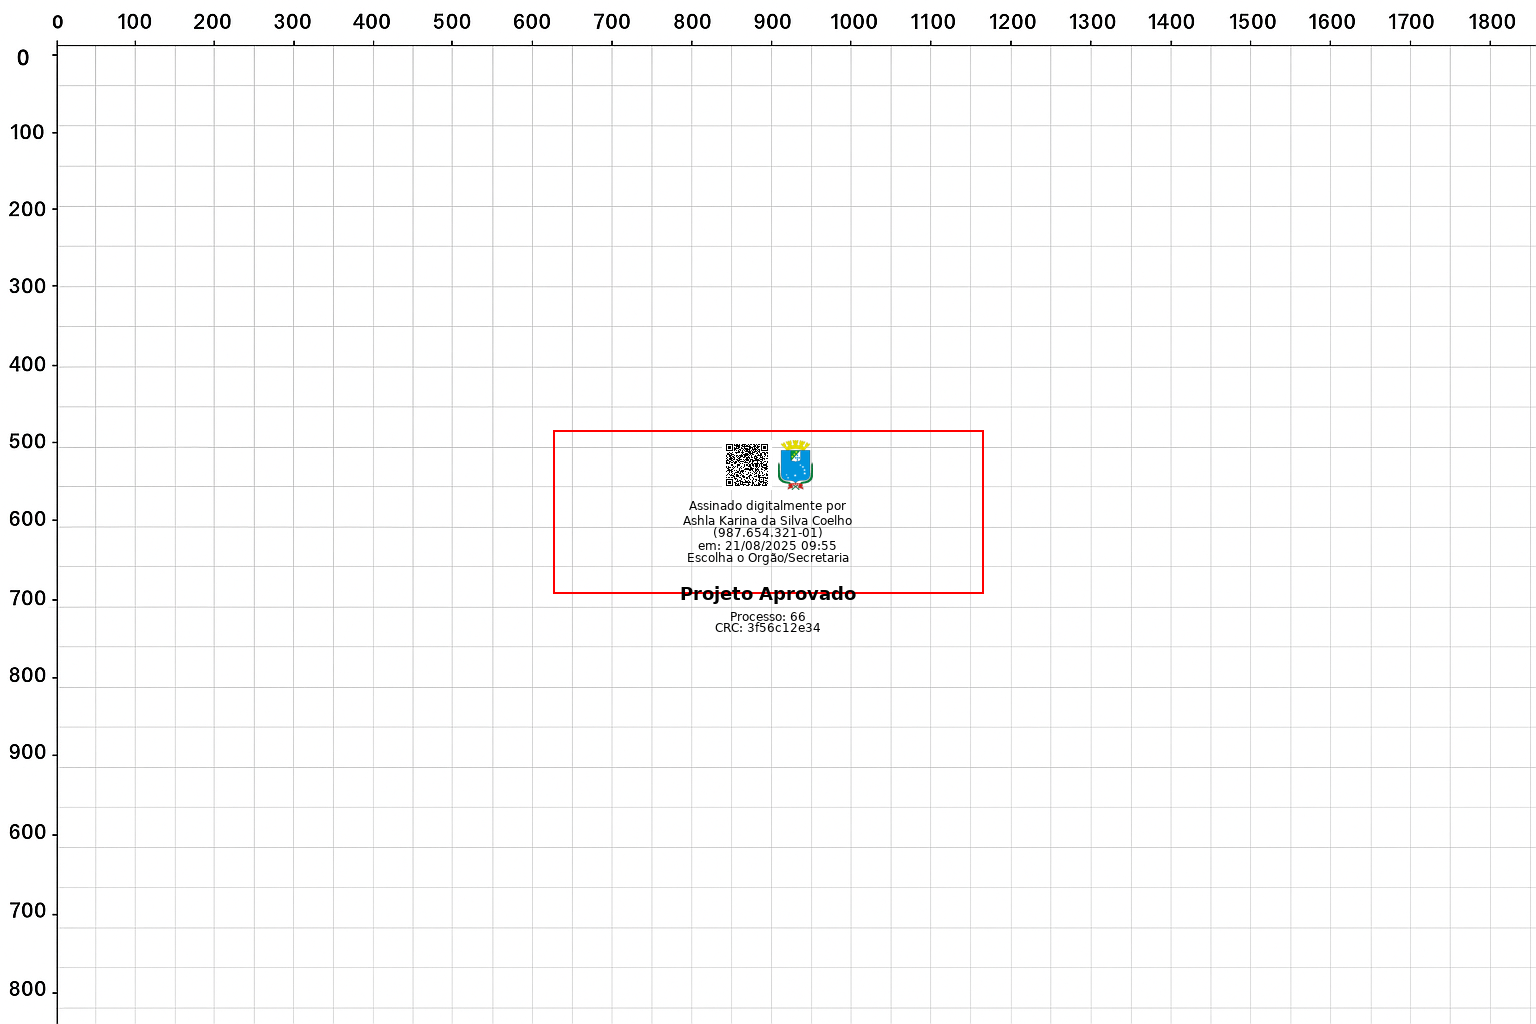 0 100 200 300 400 500 600 700 800 900 1000 1100 1200 1300 1400 1500 1600 1700 1800
0
100
200
300
400
500
Assinado digitalmente por
600
Ashla Karina da Silva Coelho
(987.654.321-01)
em: 21/08/2025 09:55
Escolha o Orgão/Secretaria
700
Projeto Aprovado
Processo: 66
CRC: 3f56c12e34
800
900
600
700
800